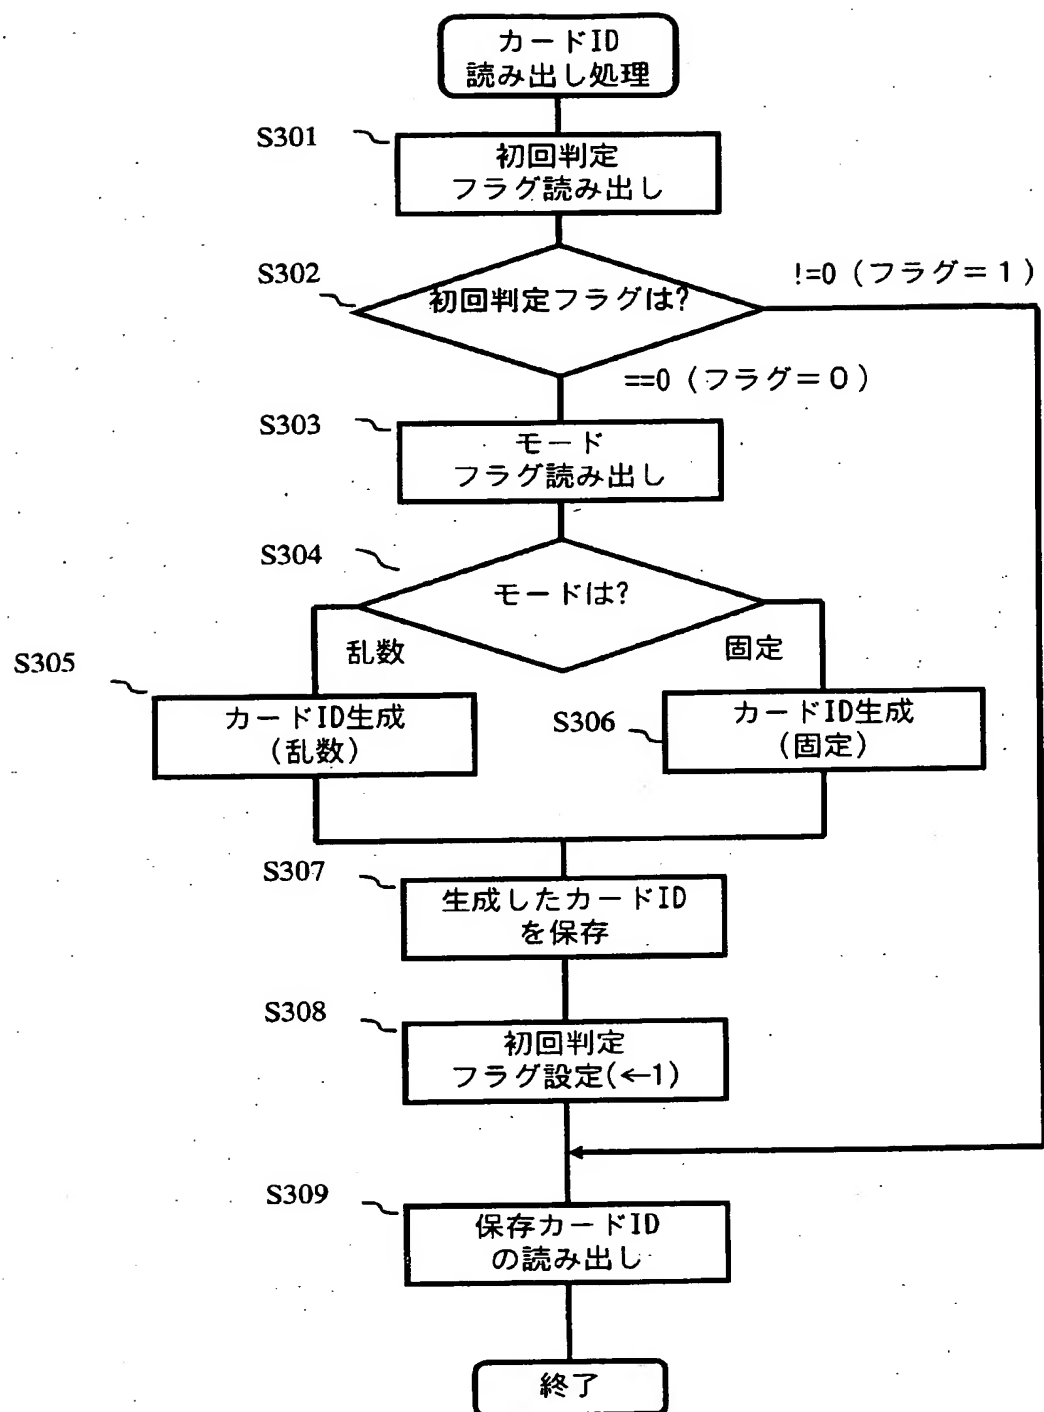 カードID
読み出し処理
S301
初回判定
フラグ読み出し
S302
初回判定フラグは?
!=0 (フラグ=1)
==0 (フラグ=0)
S303
モード
フラグ読み出し
S304
モードは?
乱数
固定
S305
カードID生成
(乱数)
S306
カードID生成
(固定)
S307
生成したカードID
を保存
S308
初回判定
フラグ設定(←1)
S309
保存カードID
の読み出し
終了